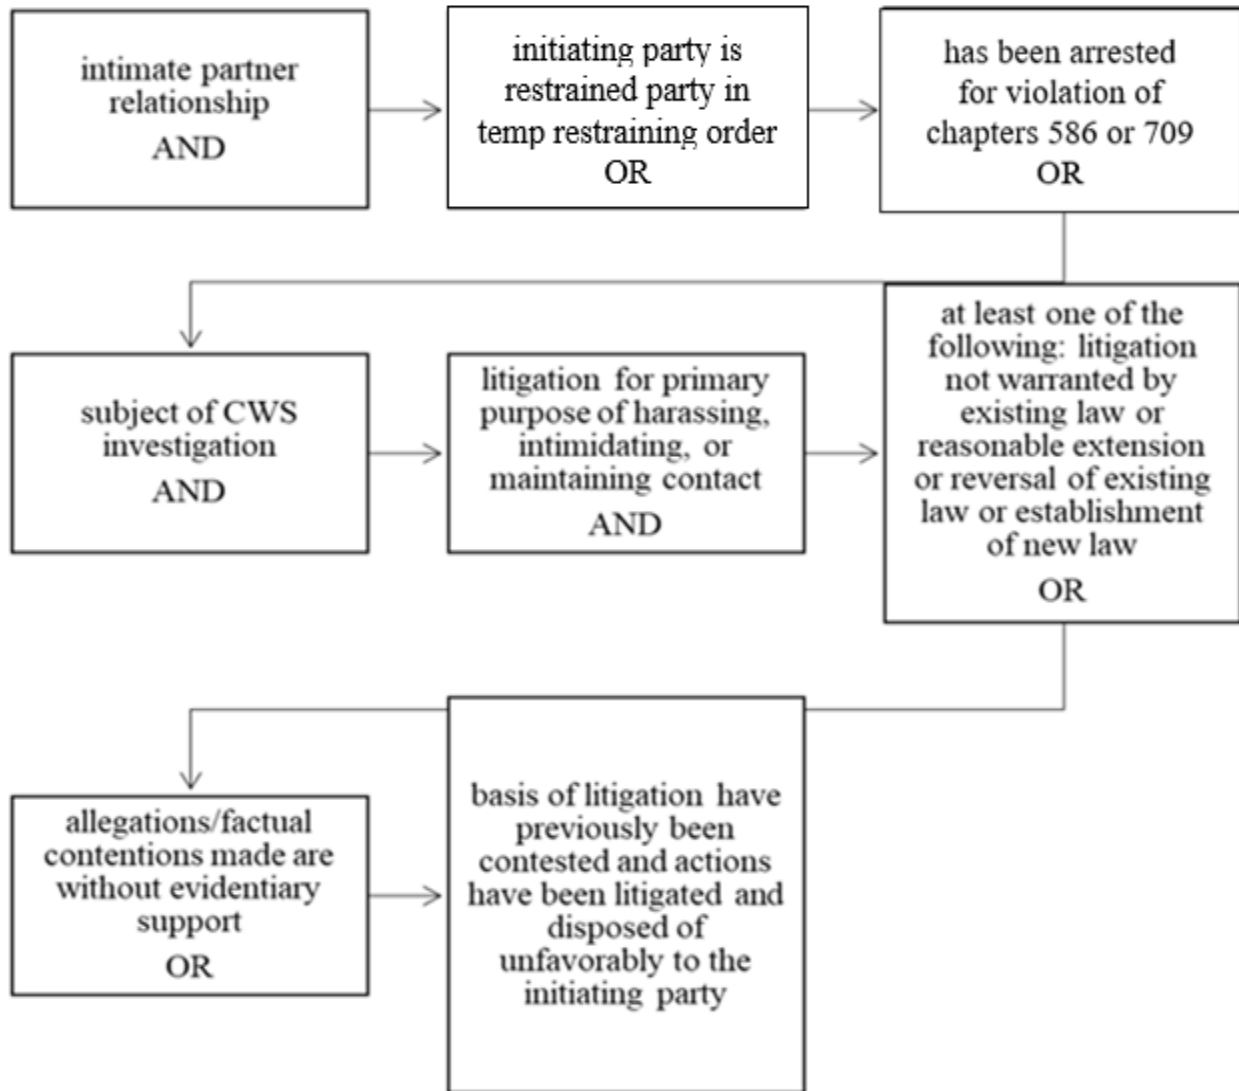 intimate partner
relationship
AND
initiating party is
restrained party in
temp restraining order
OR
has been arrested
for violation of
chapters 586 or 709
OR
subject of CWS
investigation
AND
litigation for primary
purpose of harassing,
intimidating, or
maintaining contact
AND
at least one of the
following: litigation
not warranted by
existing law or
reasonable extension
or reversal of existing
law or establishment
of new law
OR
allegations/factual
contentions made are
without evidentiary
support
OR
basis of litigation have
previously been
contested and actions
have been litigated and
disposed of
unfavorably to the
initiating party